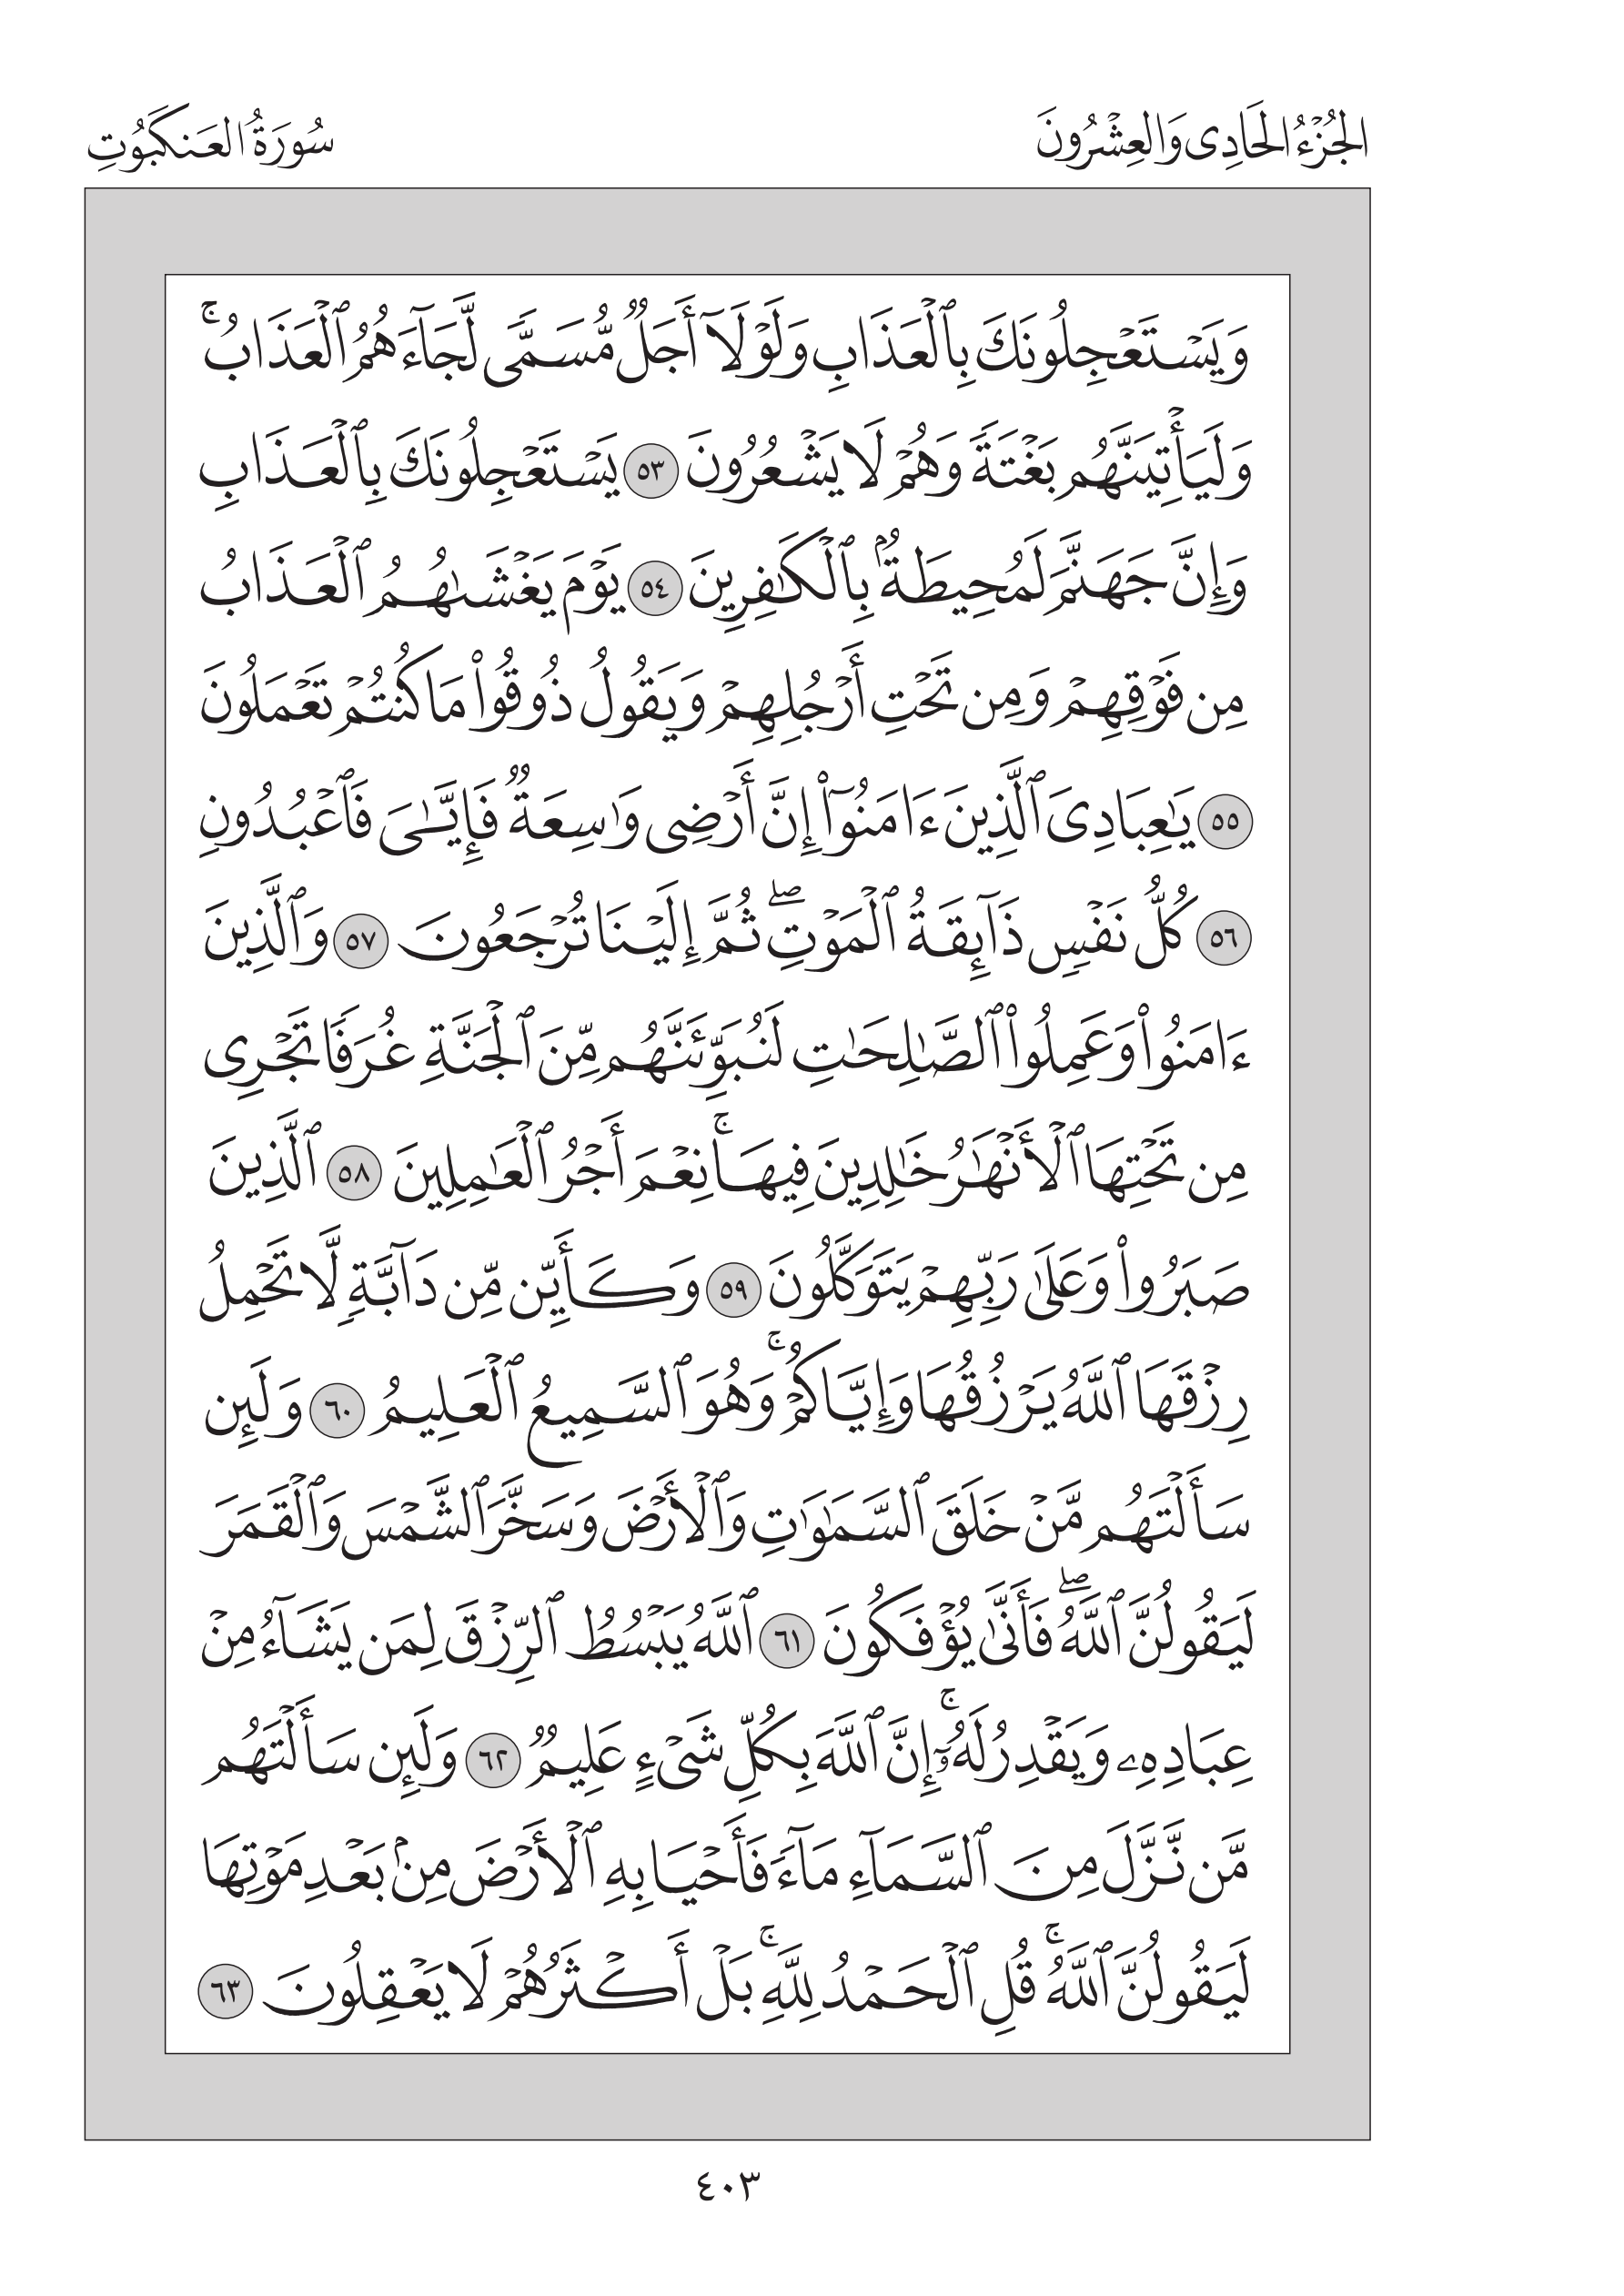 الجُزْءُ الحَادِى وَالعِشْرُونَ
سُورَةُ العَنكَبُوتِ
وَيَسْتَعْجِلُونَكَ بِٱلْعَذَابِ وَلَوْلَآ أَجَلٌ مُّسَمًّى لَّجَآءَهُمُ ٱلْعَذَابُۚ
وَلَيَأْتِيَنَّهُم بَغْتَةً وَهُمْ لَا يَشْعُرُونَ ٥٣ يَسْتَعْجِلُونَكَ بِٱلْعَذَابِ
وَإِنَّ جَهَنَّمَ لَمُحِيطَةٌۢ بِٱلْكَٰفِرِينَ ٥٤ يَوْمَ يَغْشَىٰهُمُ ٱلْعَذَابُ
مِن فَوْقِهِمْ وَمِن تَحْتِ أَرْجُلِهِمْ وَيَقُولُ ذُوقُوا۟ مَا كُنتُمْ تَعْمَلُونَ
٥٥ يَٰعِبَادِىَ ٱلَّذِينَ ءَامَنُوٓا۟ إِنَّ أَرْضِى وَٰسِعَةٌ فَإِيَّٰىَ فَٱعْبُدُونِ
٥٦ كُلُّ نَفْسٍ ذَآئِقَةُ ٱلْمَوْتِۖ ثُمَّ إِلَيْنَا تُرْجَعُونَ ٥٧ وَٱلَّذِينَ
ءَامَنُوا۟ وَعَمِلُوا۟ ٱلصَّٰلِحَٰتِ لَنُبَوِّئَنَّهُم مِّنَ ٱلْجَنَّةِ غُرَفًا تَجْرِى
مِن تَحْتِهَا ٱلْأَنْهَٰرُ خَٰلِدِينَ فِيهَاۚ نِعْمَ أَجْرُ ٱلْعَٰمِلِينَ ٥٨ ٱلَّذِينَ
صَبَرُوا۟ وَعَلَىٰ رَبِّهِمْ يَتَوَكَّلُونَ ٥٩ وَكَأَيِّن مِّن دَآبَّةٍ لَّا تَحْمِلُ
رِزْقَهَا ٱللَّهُ يَرْزُقُهَا وَإِيَّاكُمْۚ وَهُوَ ٱلسَّمِيعُ ٱلْعَلِيمُ ٦٠ وَلَئِن
سَأَلْتَهُم مَّنْ خَلَقَ ٱلسَّمَٰوَٰتِ وَٱلْأَرْضَ وَسَخَّرَ ٱلشَّمْسَ وَٱلْقَمَرَ
لَيَقُولُنَّ ٱللَّهُۖ فَأَنَّىٰ يُؤْفَكُونَ ٦١ ٱللَّهُ يَبْسُطُ ٱلرِّزْقَ لِمَن يَشَآءُ مِنْ
عِبَادِهِۦ وَيَقْدِرُ لَهُۥٓۚ إِنَّ ٱللَّهَ بِكُلِّ شَىْءٍ عَلِيمٌ ٦٢ وَلَئِن سَأَلْتَهُم
مَّن نَّزَّلَ مِنَ ٱلسَّمَآءِ مَآءً فَأَحْيَا بِهِ ٱلْأَرْضَ مِنۢ بَعْدِ مَوْتِهَا
لَيَقُولُنَّ ٱللَّهُۚ قُلِ ٱلْحَمْدُ لِلَّهِۚ بَلْ أَكْثَرُهُمْ لَا يَعْقِلُونَ ٦٣
٤٠٣